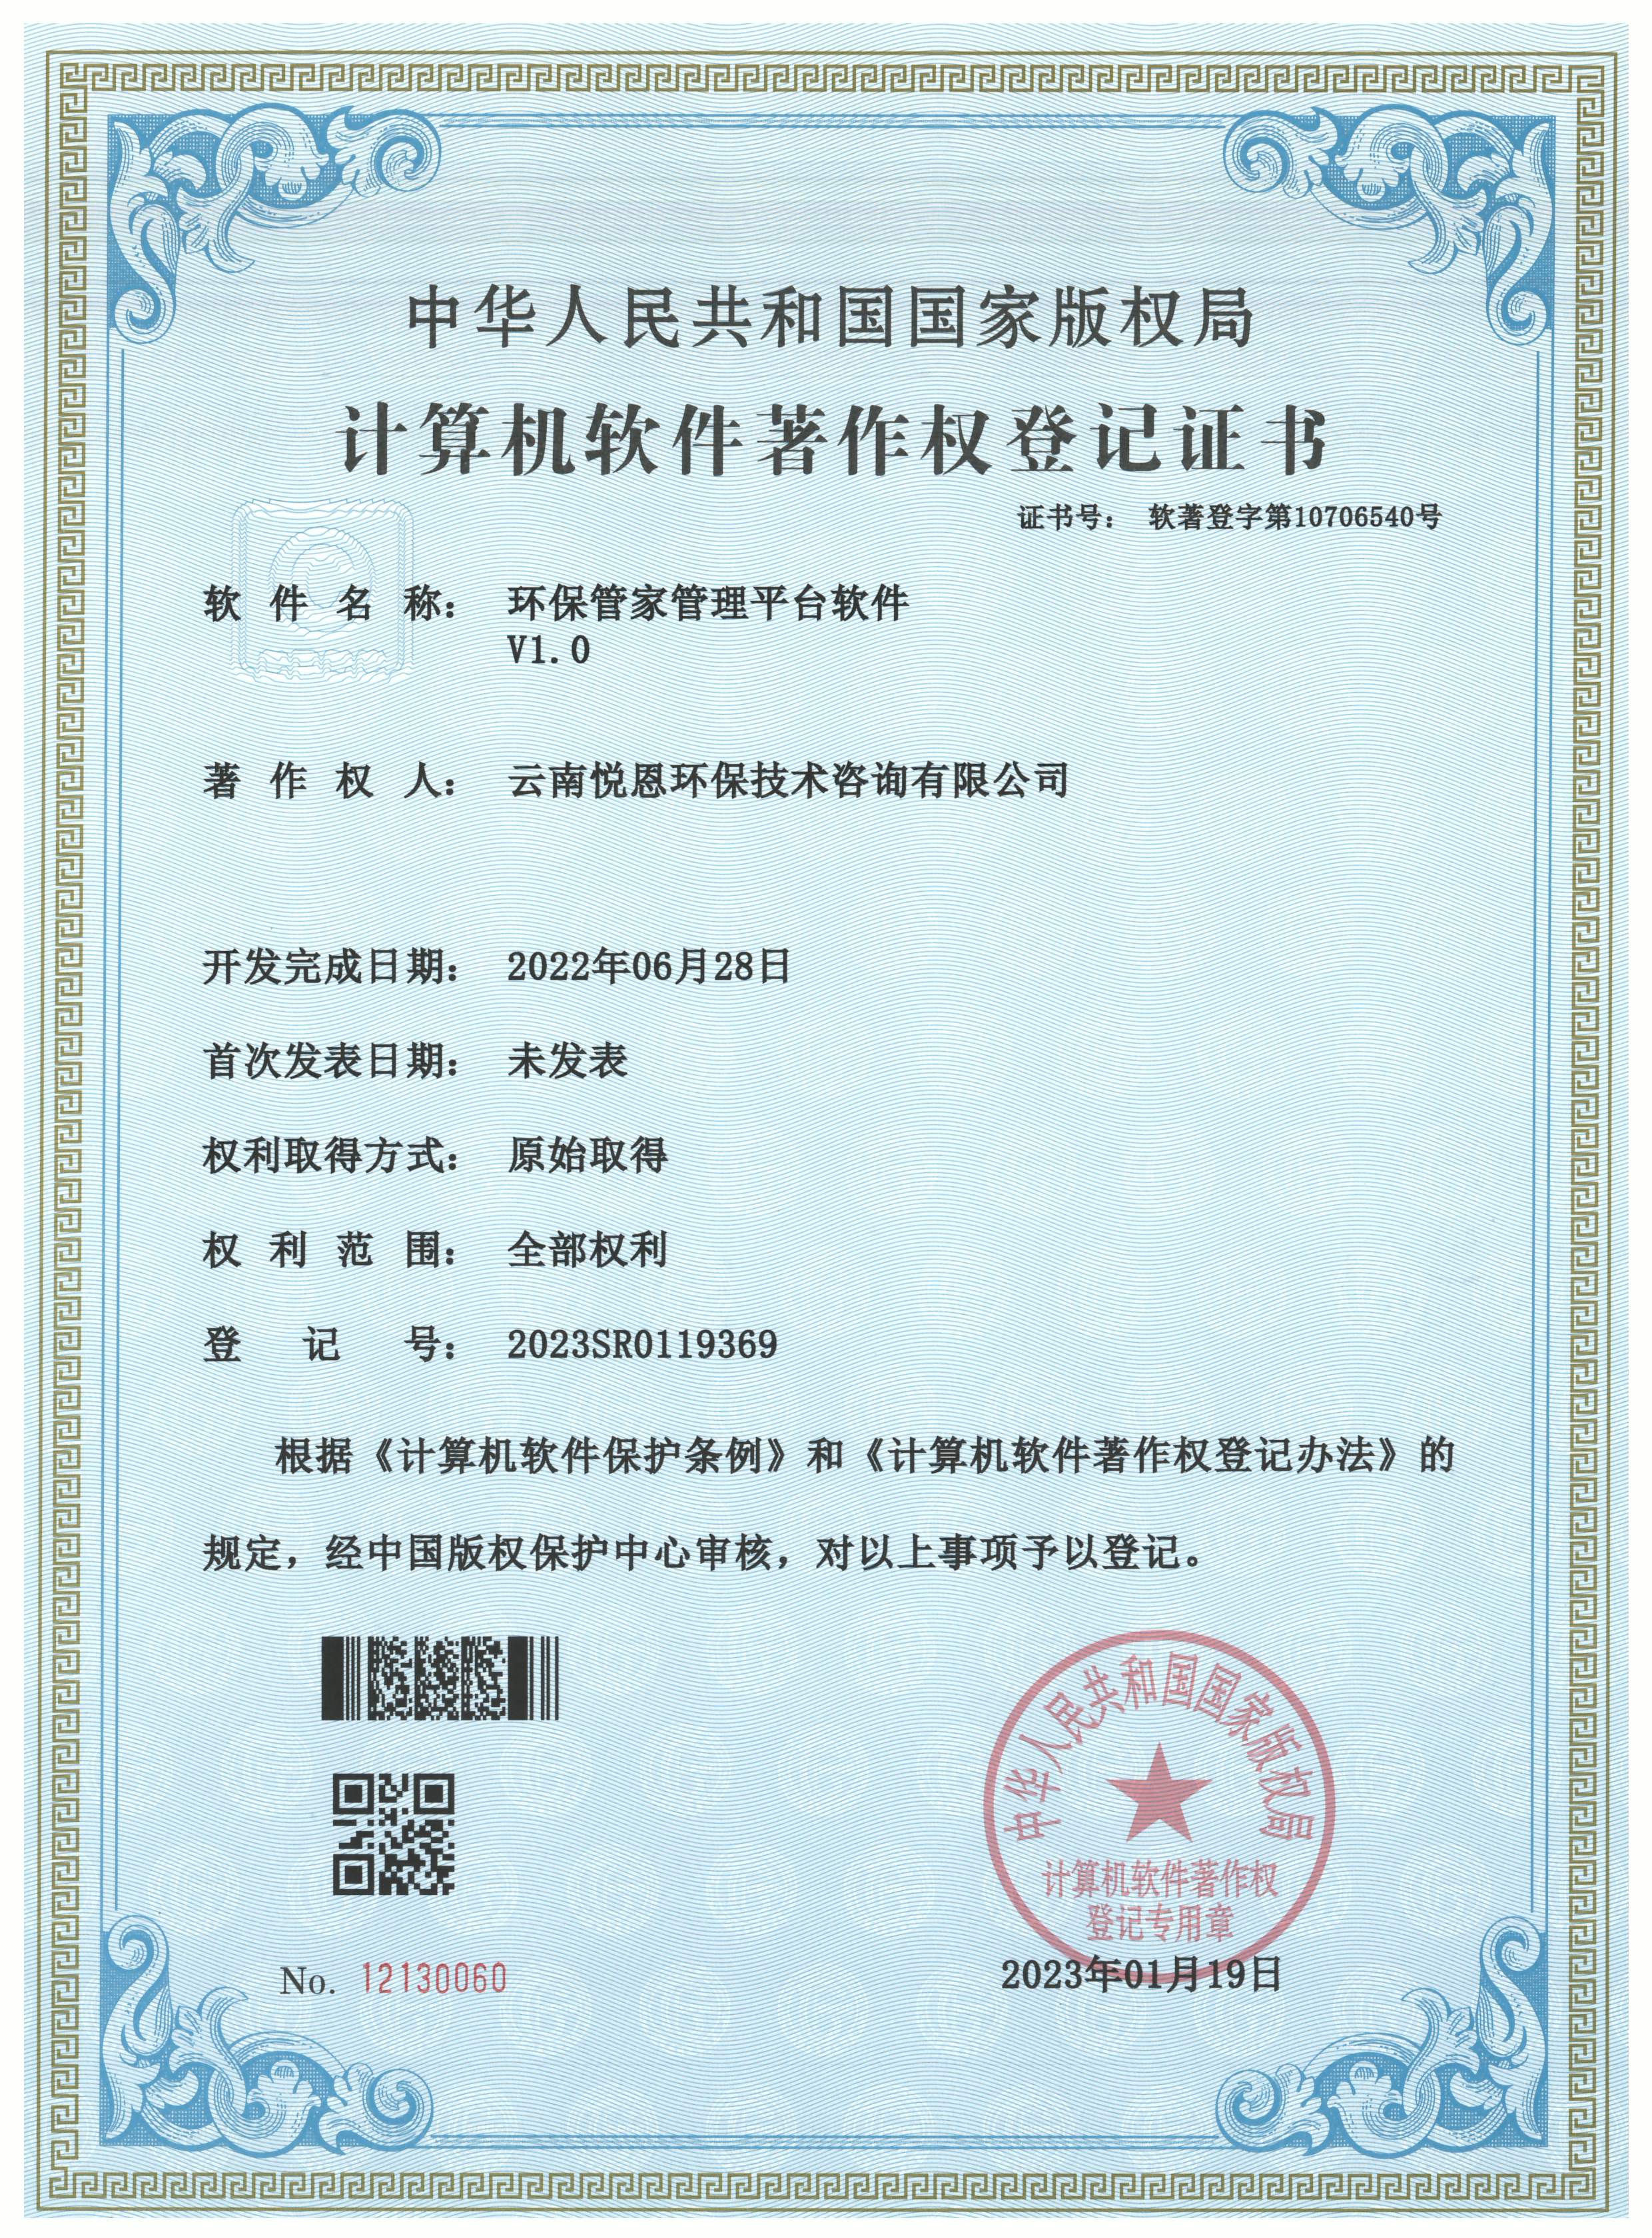 中华人民共和国国家版权局
计算机软件著作权登记证书
证书号： 软著登字第10706540号
软件名称： 环保管家管理平台软件
V1.0
著作权人： 云南悦恩环保技术咨询有限公司
开发完成日期： 2022年06月28日
首次发表日期： 未发表
权利取得方式： 原始取得
权利范围： 全部权利
登记号： 2023SR0119369
根据《计算机软件保护条例》和《计算机软件著作权登记办法》的
规定，经中国版权保护中心审核，对以上事项予以登记。
中华人民共和国国家版权局
计算机软件著作权
登记专用章
No. 12130060
2023年01月19日